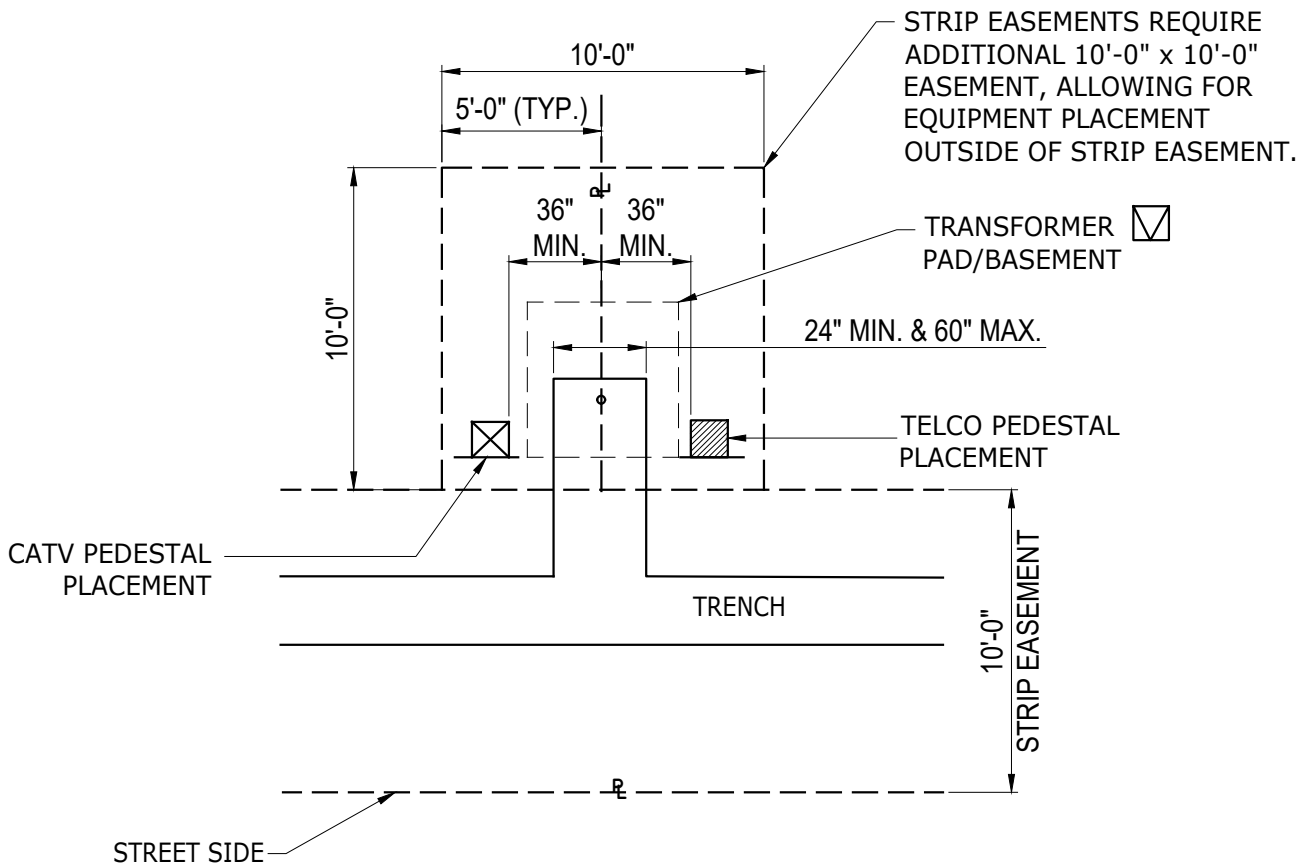 STRIP EASEMENTS REQUIRE
ADDITIONAL 10'-0" x 10'-0"
EASEMENT, ALLOWING FOR
EQUIPMENT PLACEMENT
OUTSIDE OF STRIP EASEMENT.
10'-0"
5'-0" (TYP.)
PL
36"
MIN.
36"
MIN.
TRANSFORMER
PAD/BASEMENT
10'-0"
24" MIN. & 60" MAX.
TELCO PEDESTAL
PLACEMENT
CATV PEDESTAL
PLACEMENT
TRENCH
10'-0"
STRIP EASEMENT
PL
STREET SIDE